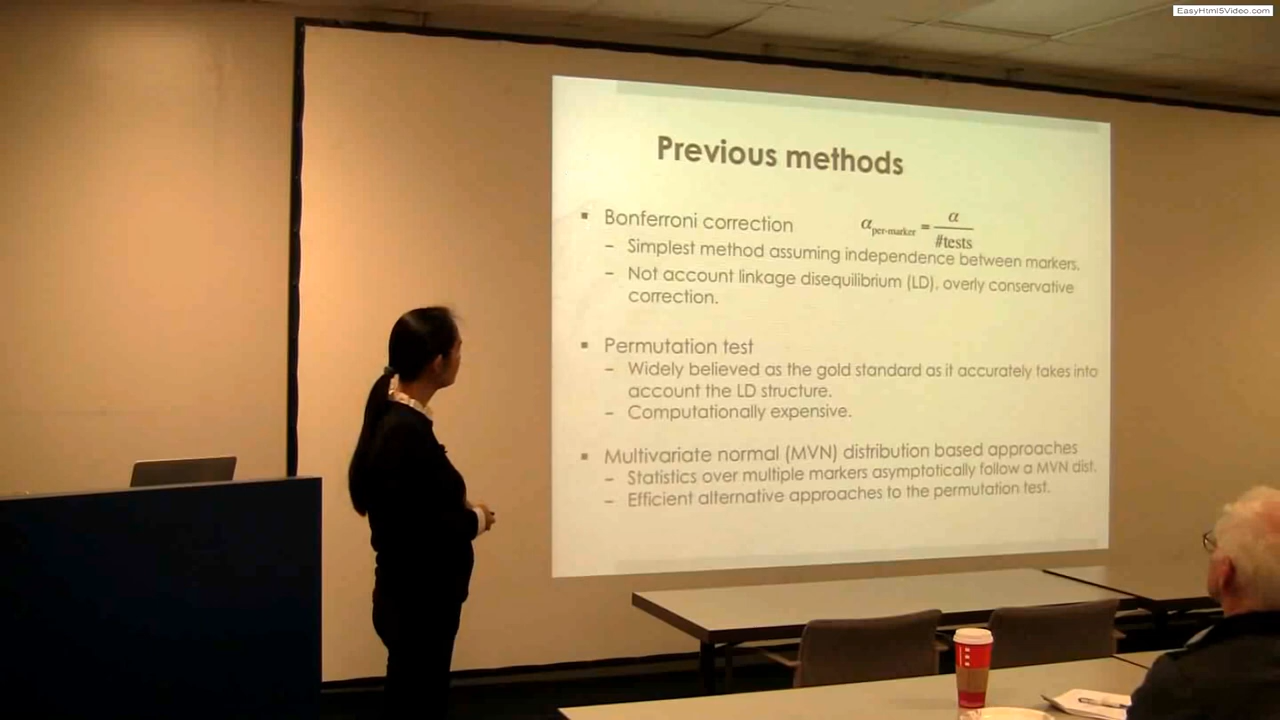 EasyHtml5Video.com
Previous methods
▪ Bonferroni correction α per-marker = α / #tests
– Simplest method assuming independence between markers.
– Not account linkage disequilibrium (LD), overly conservative
correction.
▪ Permutation test
– Widely believed as the gold standard as it accurately takes into
account the LD structure.
– Computationally expensive.
▪ Multivariate normal (MVN) distribution based approaches
– Statistics over multiple markers asymptotically follow a MVN dist.
– Efficient alternative approaches to the permutation test.